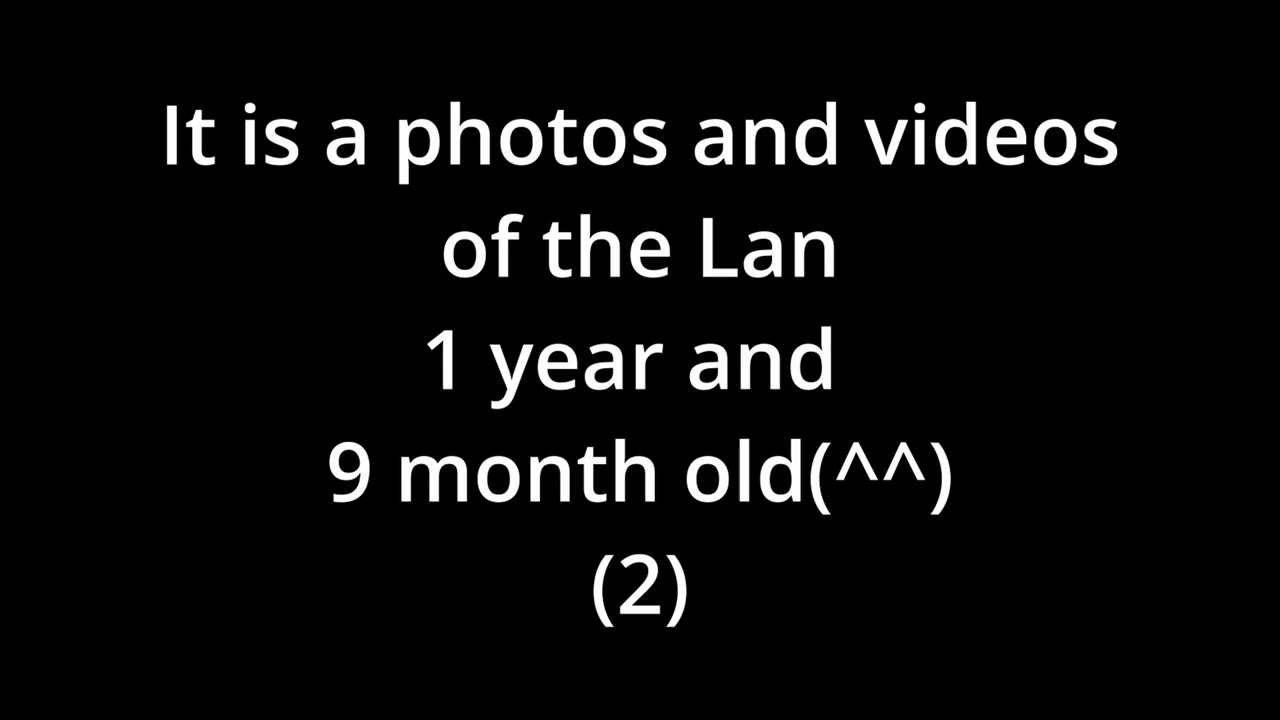 It is a photos and videos
of the Lan
1 year and
9 month old(^^)
(2)